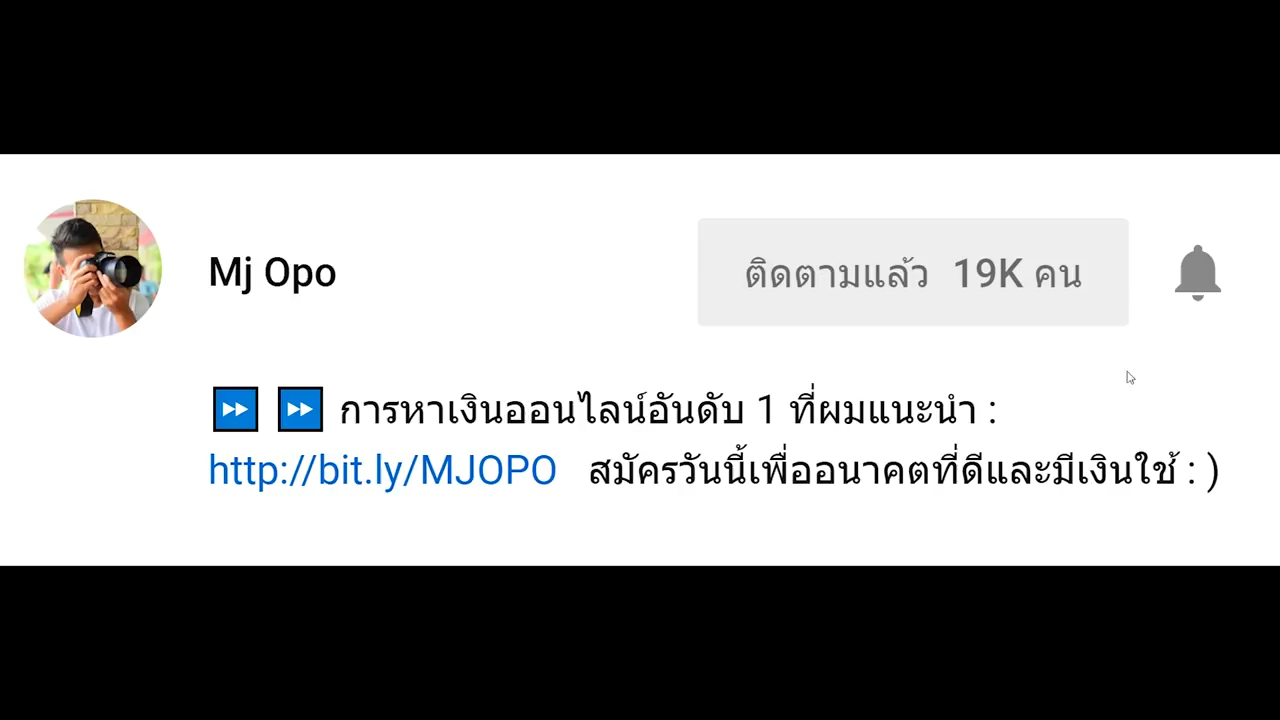 Mj Opo
ติดตามแล้ว 19K คน
⏩ ⏩ การหาเงินออนไลน์อันดับ 1 ที่ผมแนะนำ :
http://bit.ly/MJOPO สมัครวันนี้เพื่ออนาคตที่ดีและมีเงินใช้ : )